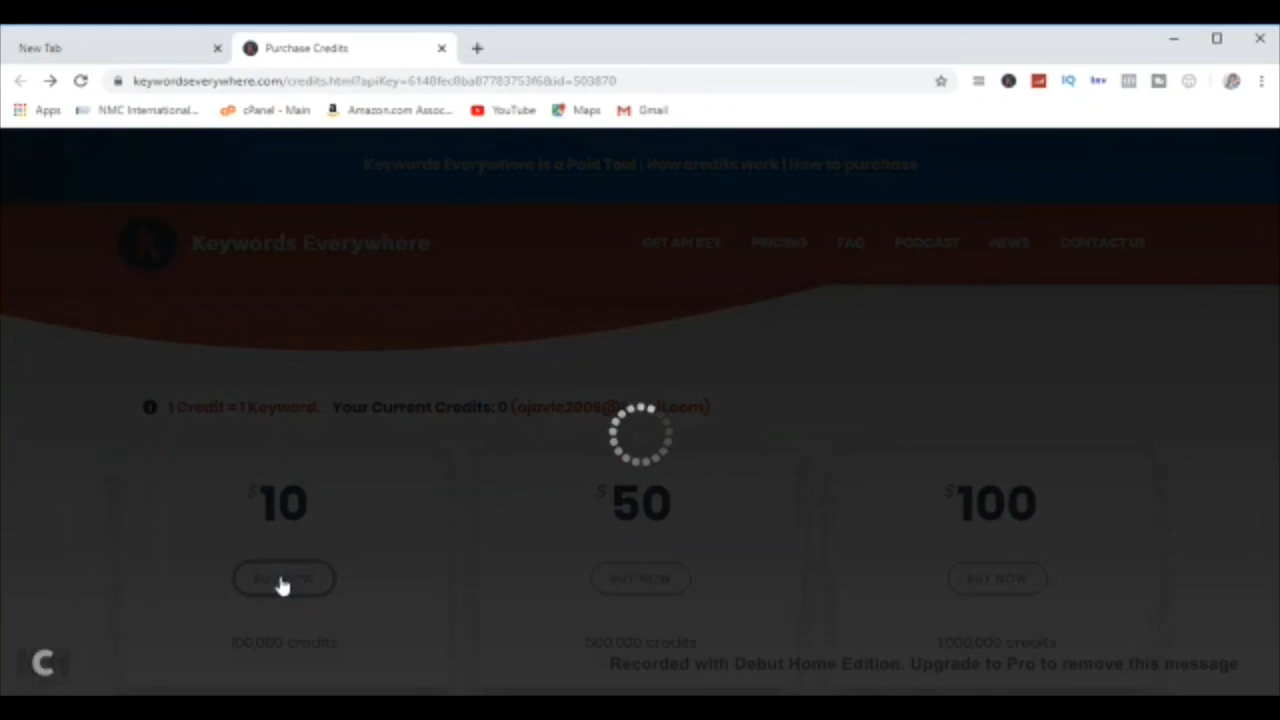 New Tab
Purchase Credits
keywordseverywhere.com/credits.html?apiKey=6148fec8ba87783753f6&id=503870
Apps
NMC International...
cPanel - Main
Amazon.com Assoc...
YouTube
Maps
Gmail
Keywords Everywhere is a Paid Tool : How credits work | How to purchase
Keywords Everywhere
GET API KEY
PRICING
FAQ
PODCAST
NEWS
CONTACT US
1 Credit = 1 Keyword. Your Current Credits: 0
$10
$50
$100
BUY NOW
BUY NOW
BUY NOW
100,000 credits
500,000 credits
1,000,000 credits
C
Recorded with Debut Home Edition. Upgrade to Pro to remove this message